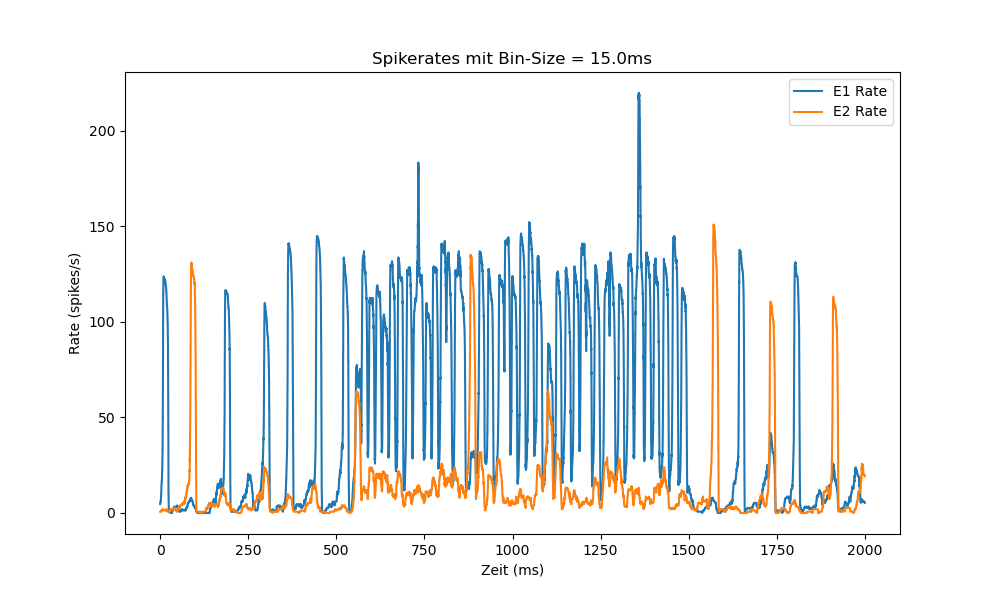 Spikerates mit Bin-Size = 15.0ms
E1 Rate
E2 Rate
Rate (spikes/s)
200
150
100
50
0
0 250 500 750 1000 1250 1500 1750 2000
Zeit (ms)